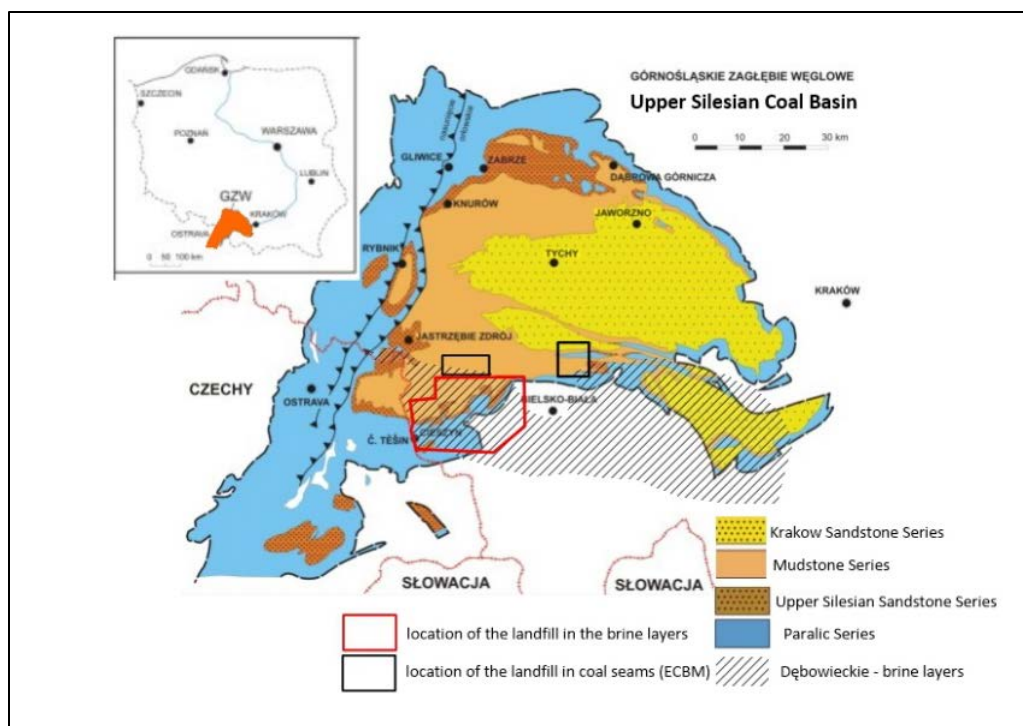 GDAŃSK
SZCZECIN
POZNAŃ
WARSZAWA
LUBLIN
GZW
KRAKÓW
OSTRAVA
0 50 100 km
GÓRNOŚLĄSKIE ZAGŁĘBIE WĘGLOWE
Upper Silesian Coal Basin
0 10 20 30 km
GLIWICE
ZABRZE
DĄBROWA GÓRNICZA
KNURÓW
JAWORZNO
RYBNIK
TYCHY
KRAKÓW
JASTRZĘBIE ZDRÓJ
CZECHY
OSTRAVA
BIELSKO-BIAŁA
CIESZYN
Č. TĚŠIN
SŁOWACJA
SŁOWACJA
Krakow Sandstone Series
Mudstone Series
Upper Silesian Sandstone Series
Paralic Series
Dębowieckie - brine layers
location of the landfill in the brine layers
location of the landfill in coal seams (ECBM)